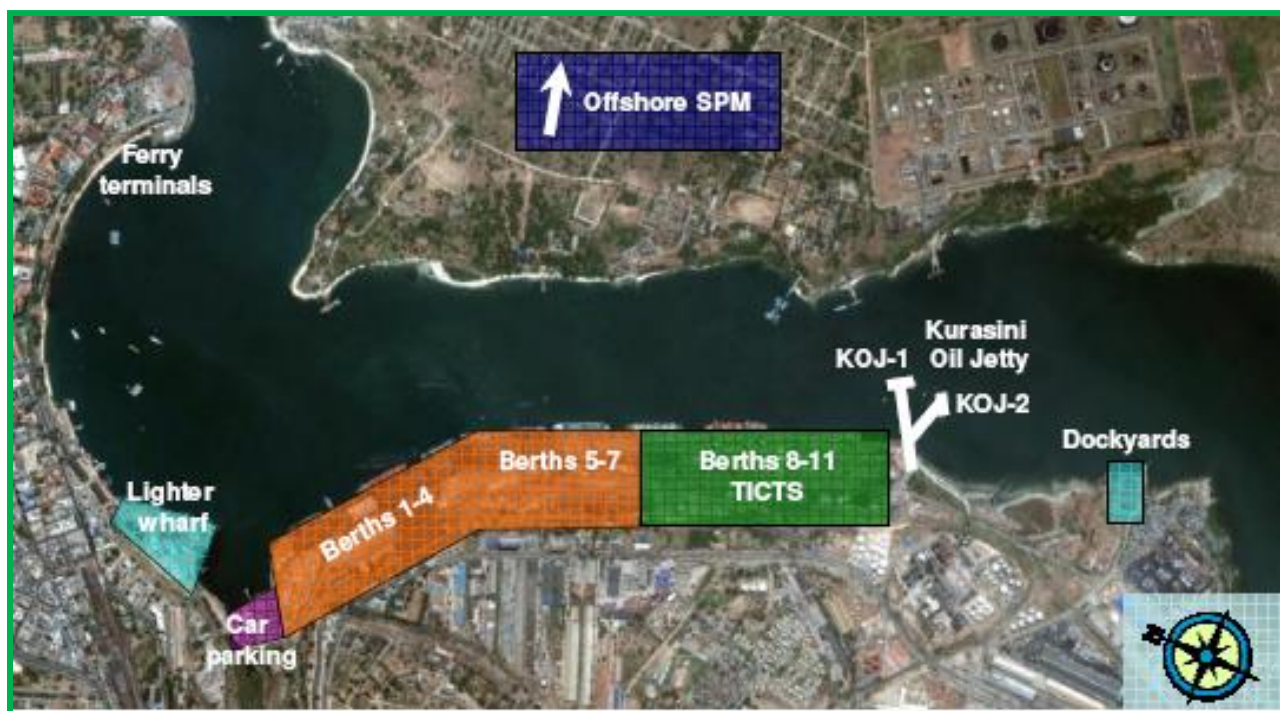 Offshore SPM
Ferry
terminals
Kurasini
Oil Jetty
KOJ-1
KOJ-2
Dockyards
Berths 5-7
Berths 8-11
TICTS
Berths 1-4
Lighter
wharf
Car
parking